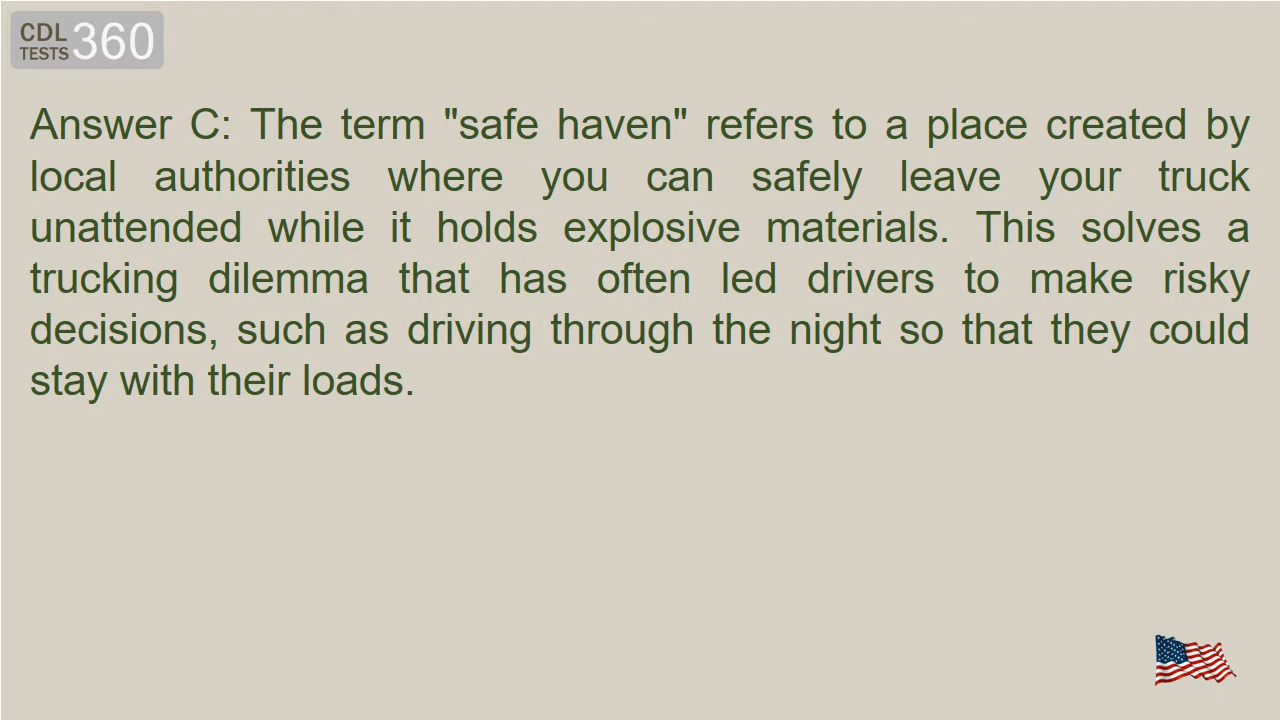 CDL
TESTS 360
Answer C: The term "safe haven" refers to a place created by
local authorities where you can safely leave your truck
unattended while it holds explosive materials. This solves a
trucking dilemma that has often led drivers to make risky
decisions, such as driving through the night so that they could
stay with their loads.